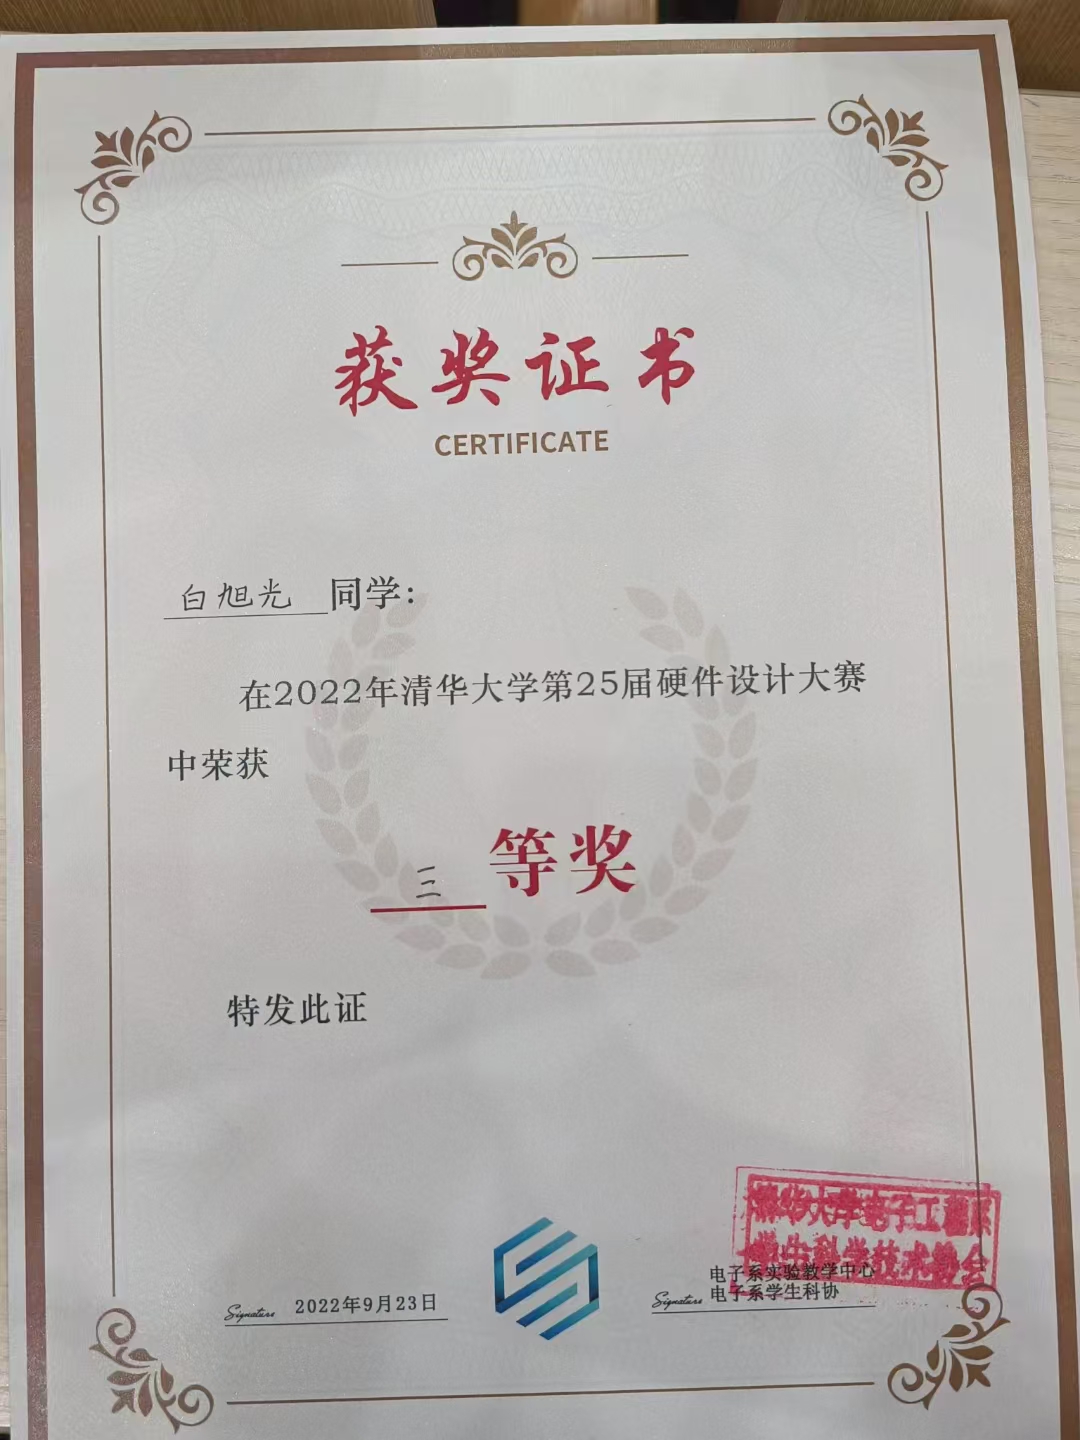 获奖证书
CERTIFICATE
白旭光 同学:
在2022年清华大学第25届硬件设计大赛
中荣获
三 等奖
特发此证
清华大学电子工程系
学生科学技术协会
Signature 2022年9月23日
电子系实验教学中心
Signature 电子系学生科协